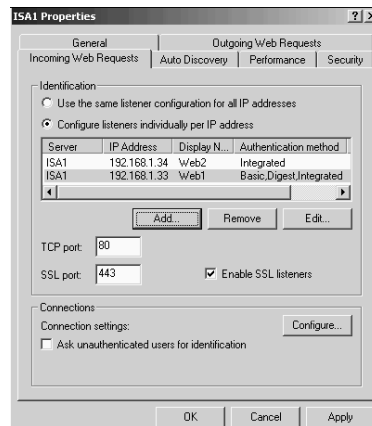 ISA1 Properties
General
Outgoing Web Requests
Incoming Web Requests
Auto Discovery
Performance
Security
Identification
Use the same listener configuration for all IP addresses
Configure listeners individually per IP address
Server IP Address Display N... Authentication method
ISA1 192.168.1.34 Web2 Integrated
ISA1 192.168.1.33 Web1 Basic,Digest,Integrated
Add... Remove Edit...
TCP port: 80
SSL port: 443 Enable SSL listeners
Connections
Connection settings: Configure...
Ask unauthenticated users for identification
OK Cancel Apply